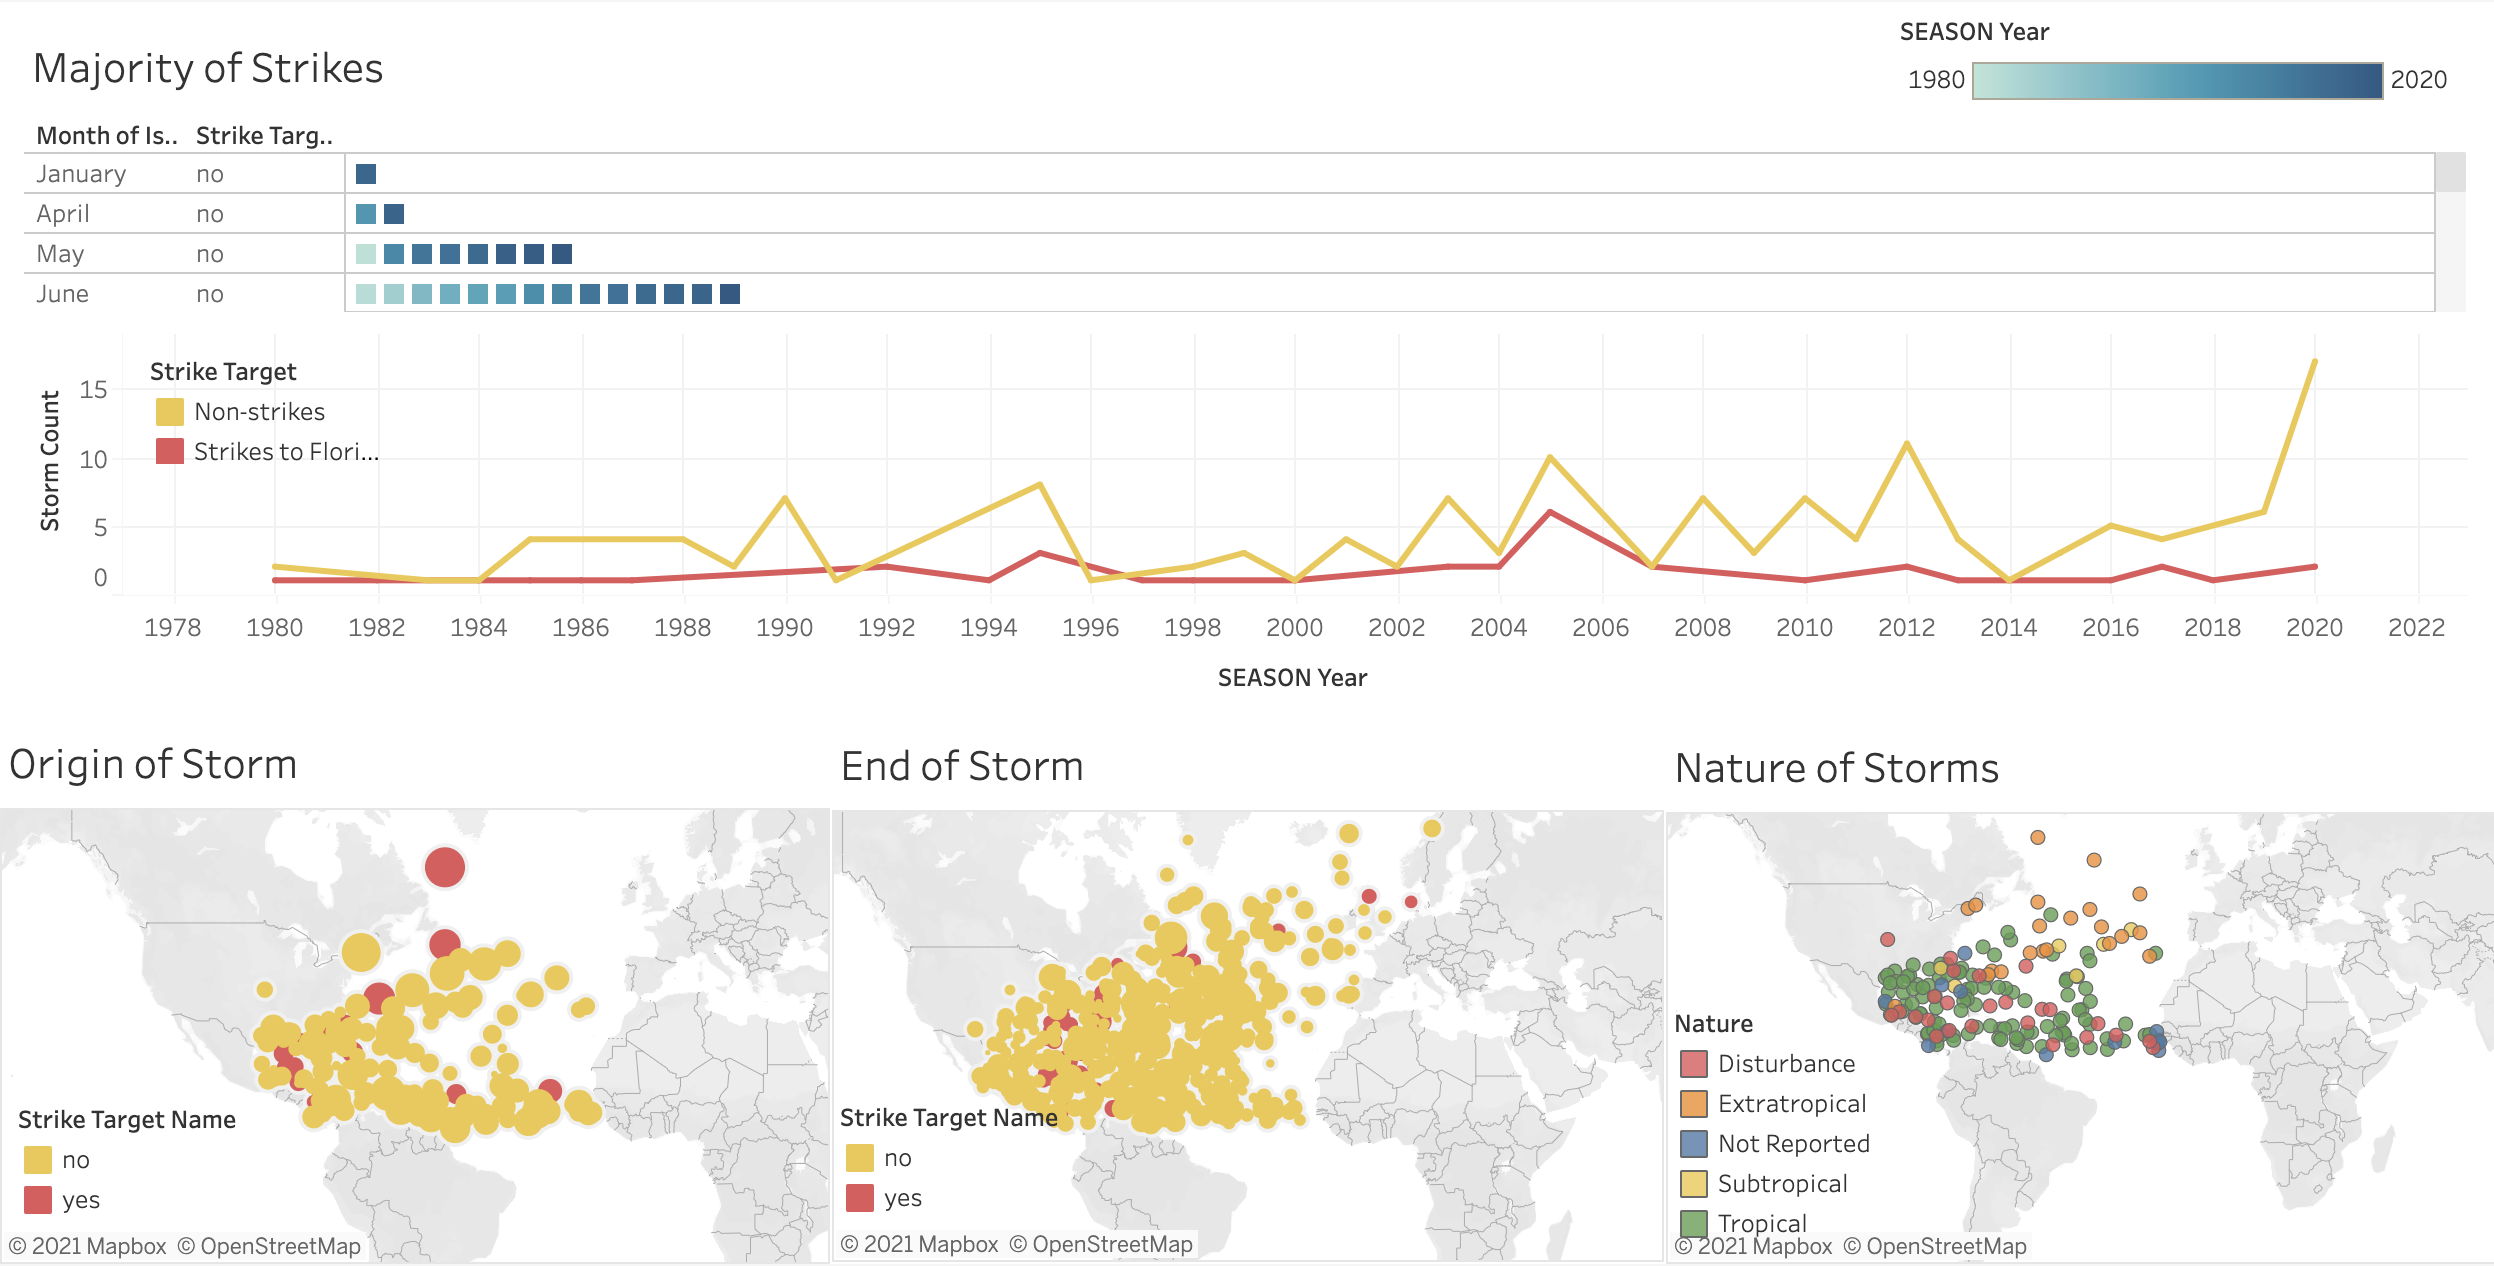 SEASON Year
1980 2020
Majority of Strikes
Month of Is.. Strike Targ..
January no
April no
May no
June no
Strike Target
Non-strikes
Strikes to Flori...
Storm Count
15
10
5
0
1978 1980 1982 1984 1986 1988 1990 1992 1994 1996 1998 2000 2002 2004 2006 2008 2010 2012 2014 2016 2018 2020 2022
SEASON Year
Origin of Storm
Strike Target Name
no
yes
© 2021 Mapbox © OpenStreetMap
End of Storm
Strike Target Name
no
yes
© 2021 Mapbox © OpenStreetMap
Nature of Storms
Nature
Disturbance
Extratropical
Not Reported
Subtropical
Tropical
© 2021 Mapbox © OpenStreetMap